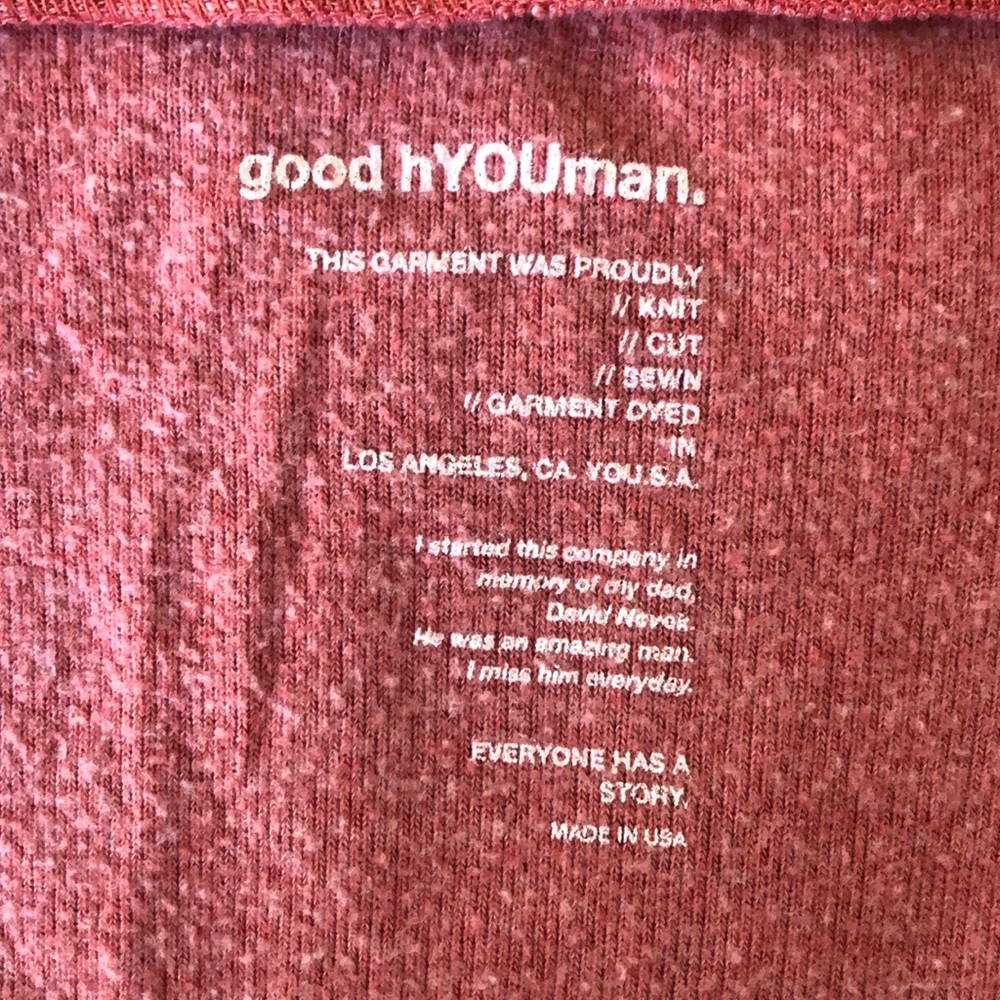 good hYOUman.
THIS GARMENT WAS PROUDLY
// KNIT
// CUT
// SEWN
// GARMENT DYED
IN
LOS ANGELES, CA. YOU.S.A.
I started this company in
memory of my dad,
David Novak.
He was an amazing man.
I miss him everyday.
EVERYONE HAS A
STORY.
MADE IN USA